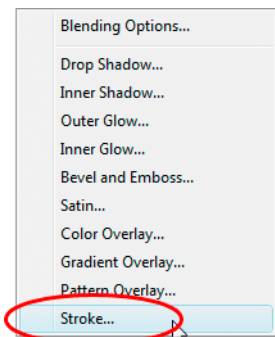 Blending Options...
Drop Shadow...
Inner Shadow...
Outer Glow...
Inner Glow...
Bevel and Emboss...
Satin...
Color Overlay...
Gradient Overlay...
Pattern Overlay...
Stroke...